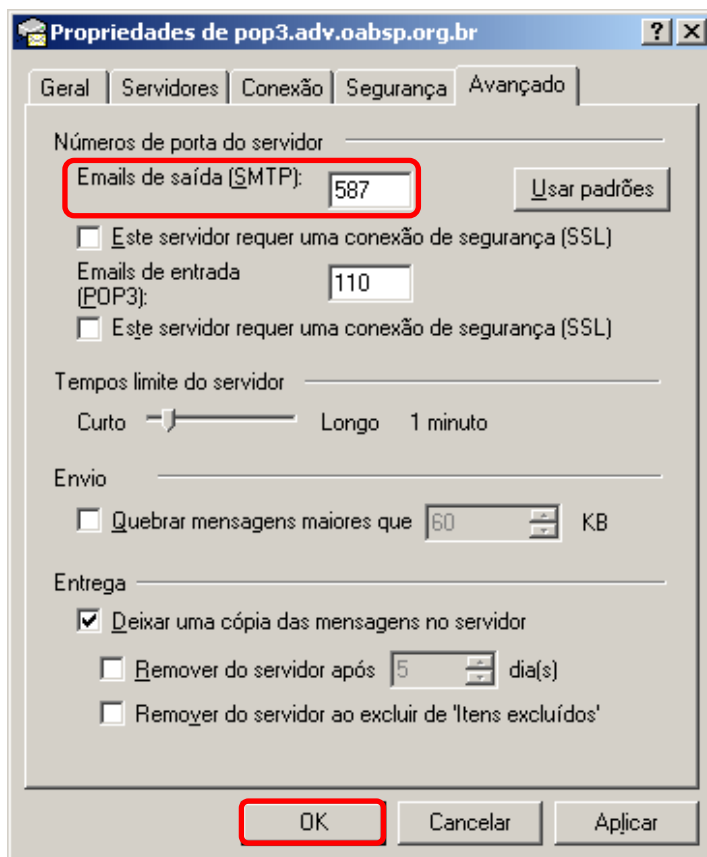 Propriedades de pop3.adv.oabsp.org.br
Geral Servidores Conexão Segurança Avançado
Números de porta do servidor
Emails de saída (SMTP): 587 Usar padrões
Este servidor requer uma conexão de segurança (SSL)
Emails de entrada
(POP3): 110
Este servidor requer uma conexão de segurança (SSL)
Tempos limite do servidor
Curto Longo 1 minuto
Envio
Quebrar mensagens maiores que 60 KB
Entrega
Deixar uma cópia das mensagens no servidor
Remover do servidor após 5 dia(s)
Remover do servidor ao excluir de 'Itens excluídos'
OK Cancelar Aplicar